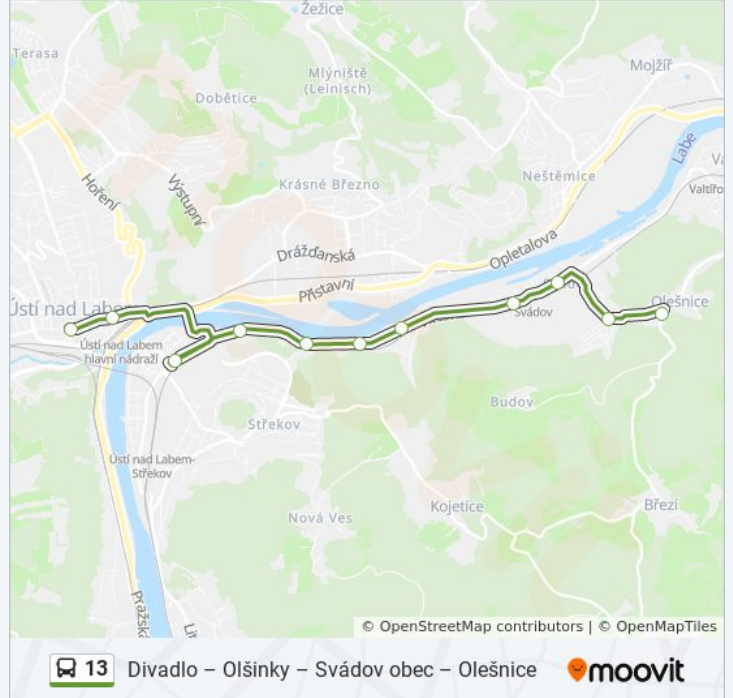 Žežice
Terasa
Mlýniště
(Leinisch)
Mojžíř
Dobětice
Labe
Hoření
Výstupní
Krásné Březno
Neštěmice
Valtířo
Drážďanská
Opletalova
Přístavní
Ústí nad Labem
Olešnice
Svádov
Ústí nad Labem
hlavní nádraží
Budov
Střekov
Ústí nad Labem-
Střekov
Kojetice
Březí
Nová Ves
Pražská
Lit
© OpenStreetMap contributors | © OpenMapTiles
13 Divadlo – Olšinky – Svádov obec – Olešnice moovit